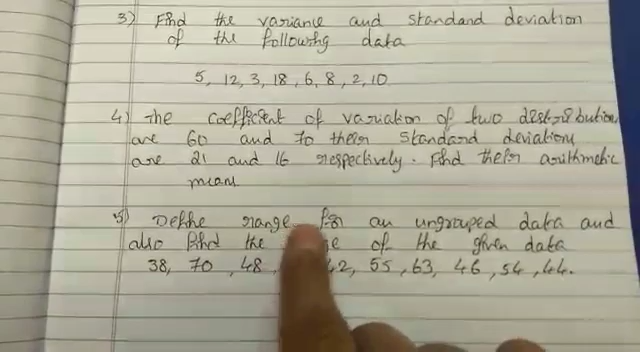 3) Find the variance and standard deviation
of the following data
5, 12, 3, 18, 6, 8, 2, 10
4) The coefficient of variation of two distribution
are 60 and 70 their standard deviation
are 21 and 16 respectively. Find their arithmetic
mean
5) Define range for an ungrouped data and
also find the of the given data
38, 70, 48, 42, 55, 63, 46, 54, 44.